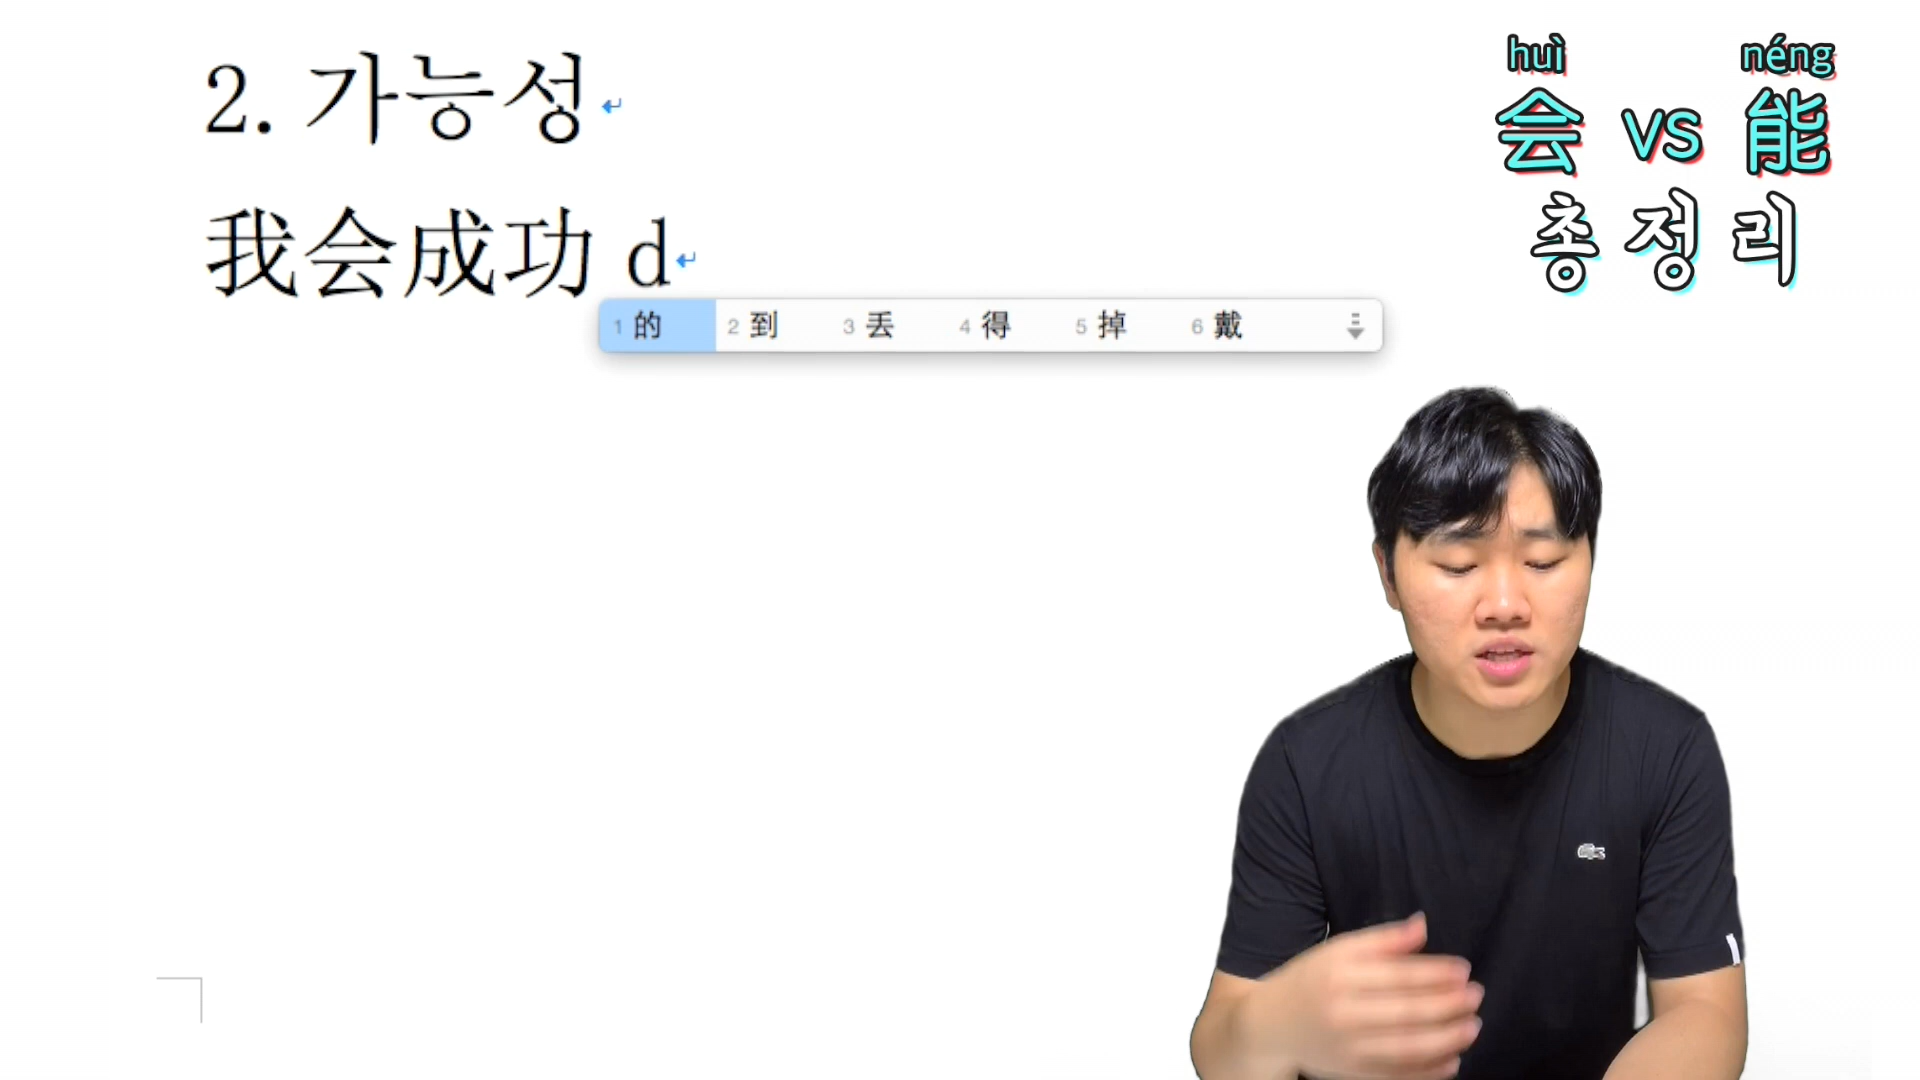 2. 가능성
我会成功 d
1 的 2 到 3 丢 4 得 5 掉 6 戴
huì néng
会 vs 能
총정리